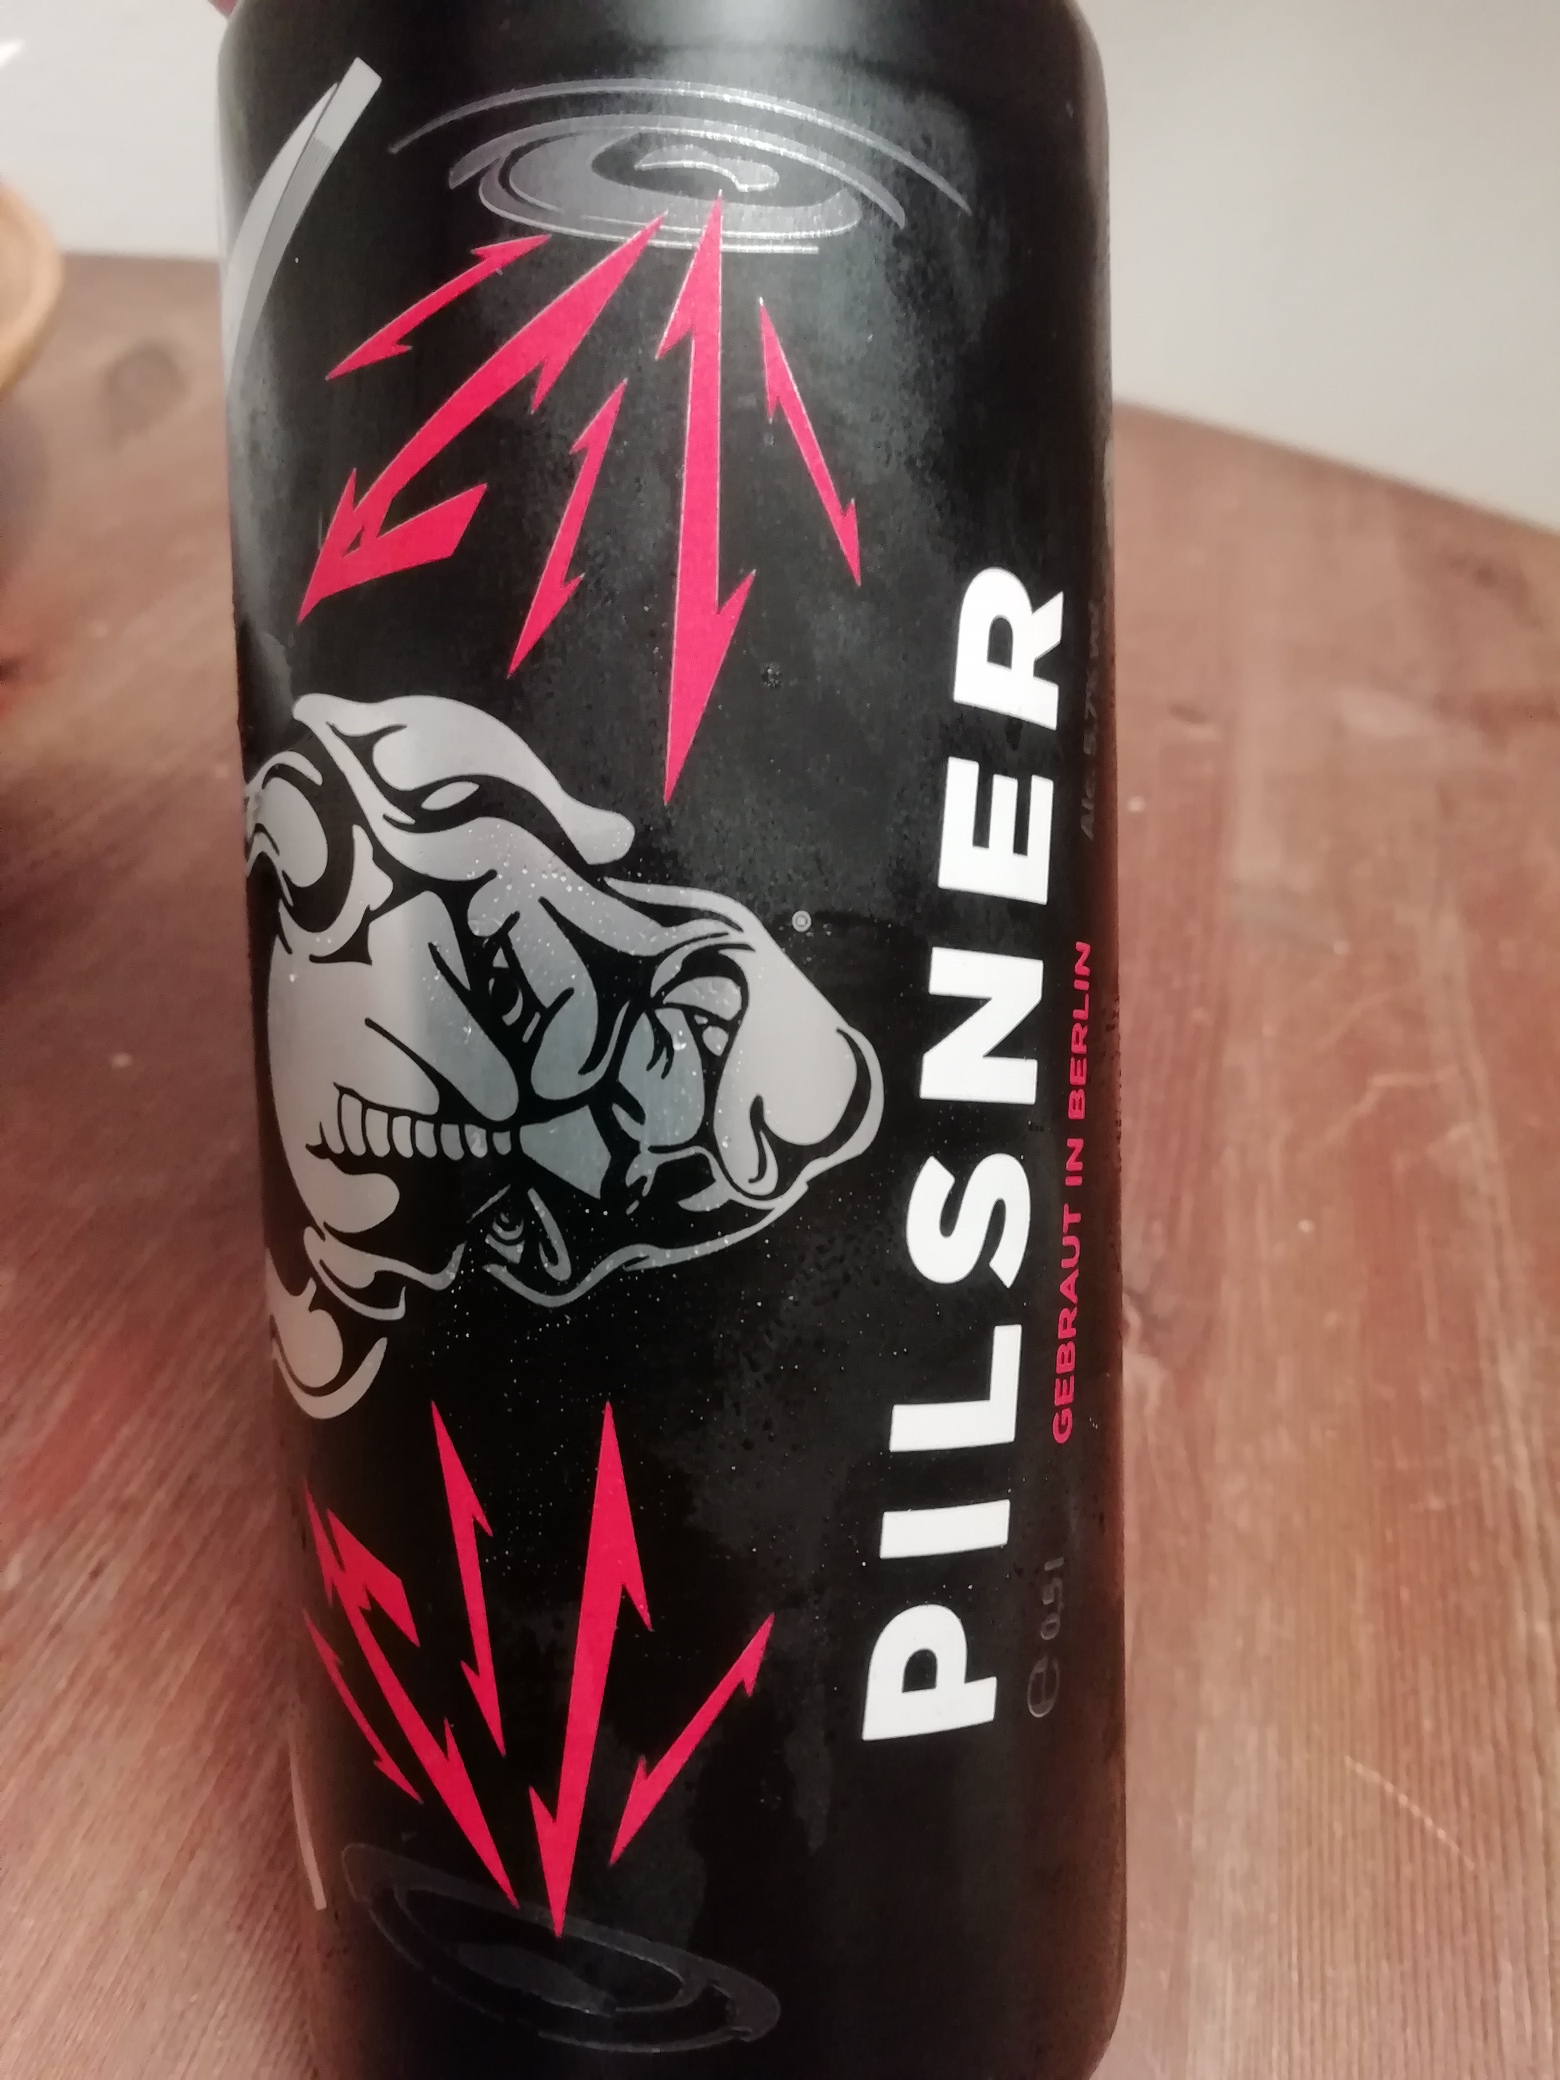 PILSNER
GEBRAUT IN BERLIN
e 0.5 l